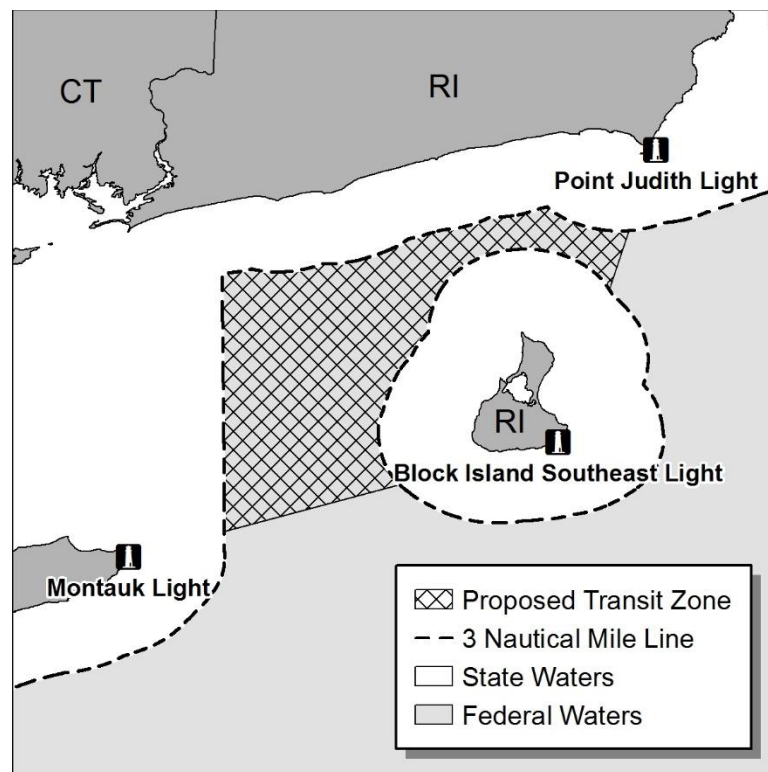 CT
RI
Point Judith Light
RI
Block Island Southeast Light
Montauk Light
Proposed Transit Zone
3 Nautical Mile Line
State Waters
Federal Waters